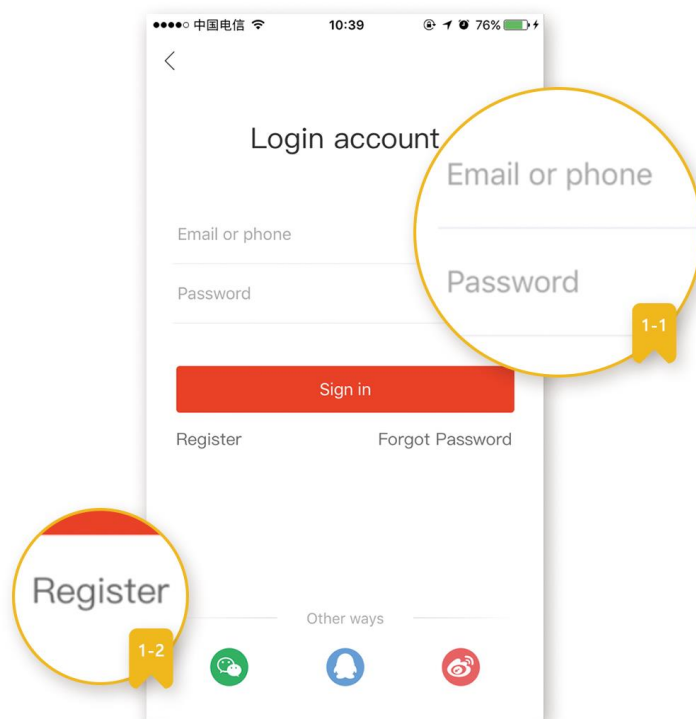 中国电信 10:39 76%
Login account
Email or phone
Password
Email or phone
Password
1-1
Sign in
Register Forgot Password
Register
1-2
Other ways